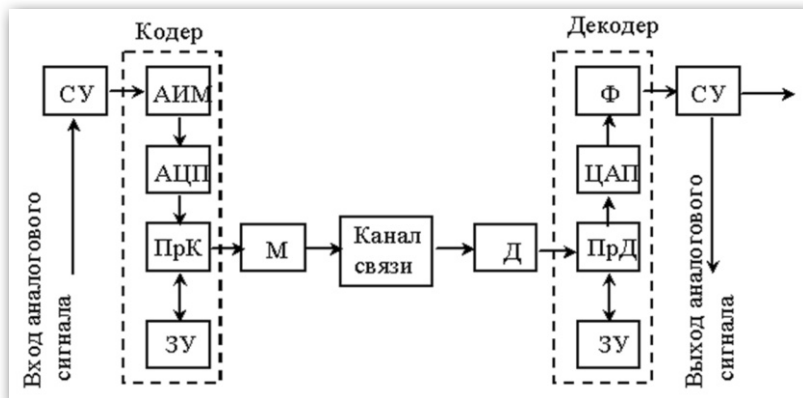 Кодер
Декодер
СУ
АИМ
Ф
СУ
АЦП
ЦАП
ПрК
М
Канал
связи
Д
ПрД
ЗУ
ЗУ
Вход аналогового
сигнала
Выход аналогового
сигнала